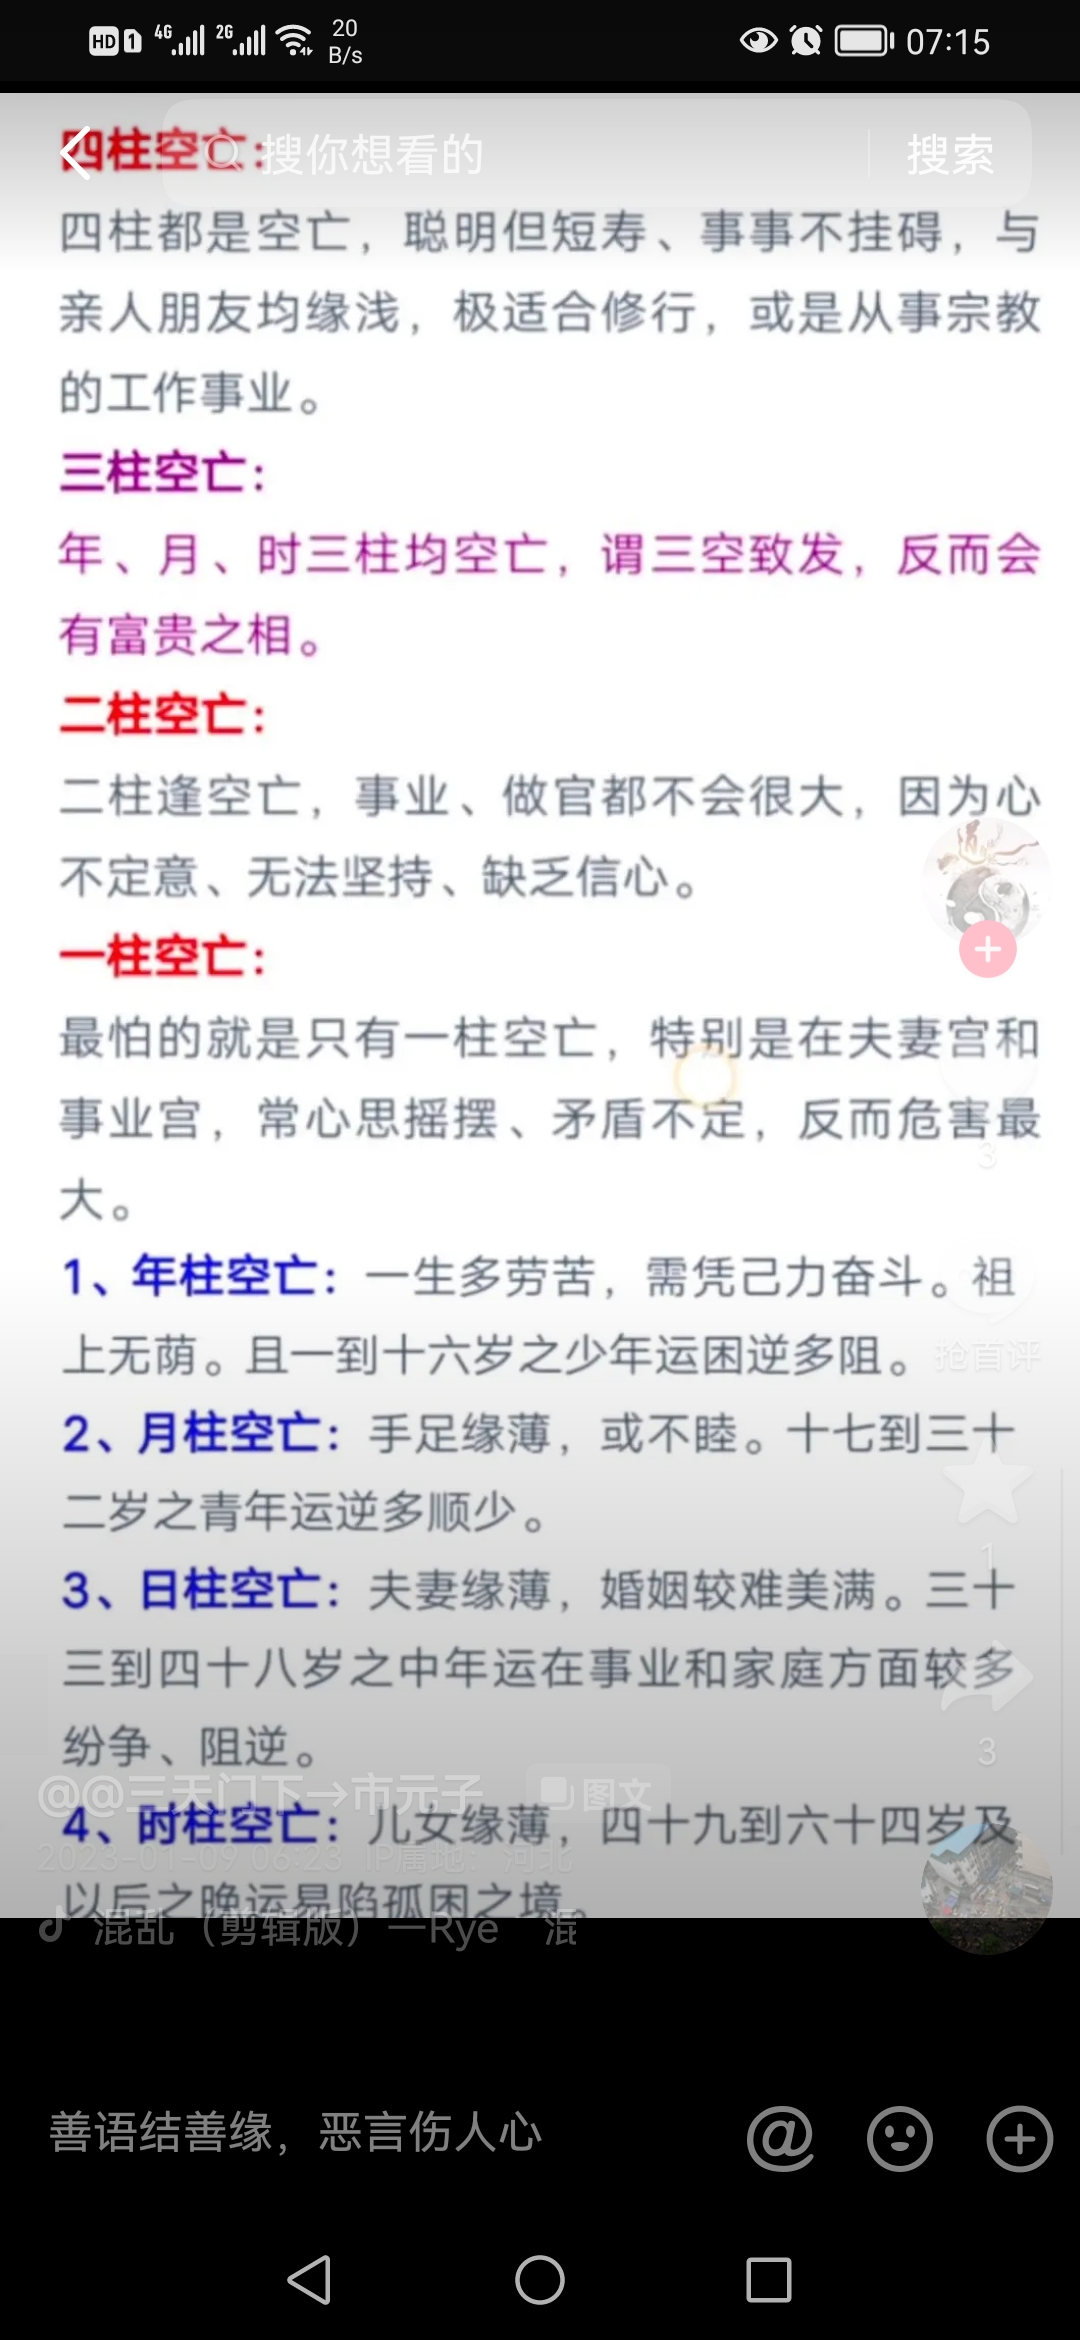 HD 1 4G 2G 20 B/s 07:15
四柱空亡：
搜你想看的 搜索
四柱都是空亡，聪明但短寿、事事不挂碍，与
亲人朋友均缘浅，极适合修行，或是从事宗教
的工作事业。
三柱空亡：
年、月、时三柱均空亡，谓三空致发，反而会
有富贵之相。
二柱空亡：
二柱逢空亡，事业、做官都不会很大，因为心
不定意、无法坚持、缺乏信心。
一柱空亡：
最怕的就是只有一柱空亡，特别是在夫妻宫和
事业宫，常心思摇摆、矛盾不定，反而危害最
3
大。
1、年柱空亡：一生多劳苦，需凭己力奋斗。祖
上无荫。且一到十六岁之少年运困逆多阻。
抢首评
2、月柱空亡：手足缘薄，或不睦。十七到三十
二岁之青年运逆多顺少。
1
3、日柱空亡：夫妻缘薄，婚姻较难美满。三十
三到四十八岁之中年运在事业和家庭方面较多
纷争、阻逆。
3
@@三天门下→市元子 图文
4、时柱空亡：儿女缘薄，四十九到六十四岁及
2023-01-09 06:23 IP属地：河北
以后之晚运易陷孤困之境。
混乱（剪辑版）—Rye 混
善语结善缘，恶言伤人心